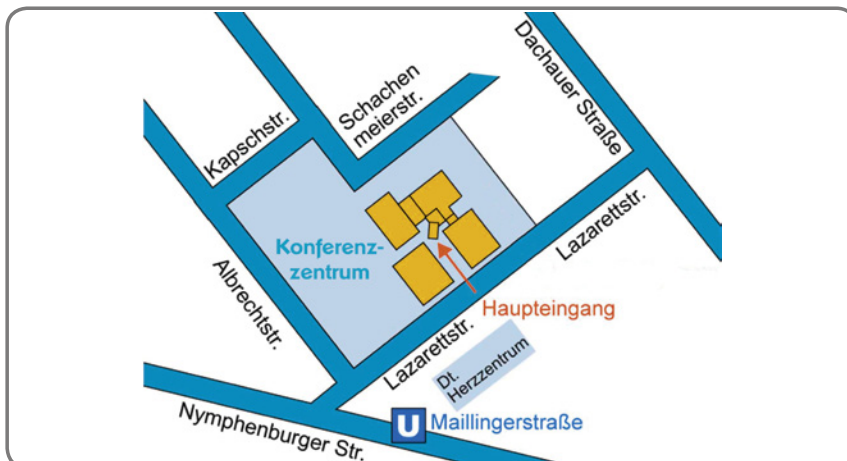 Dachauer Straße
Schachen
meierstr.
Kapschstr.
Konferenz-
zentrum
Albrechtstr.
Lazarettstr.
Haupteingang
Lazarettstr.
Dt.
Herzzentrum
U Maillingerstraße
Nymphenburger Str.